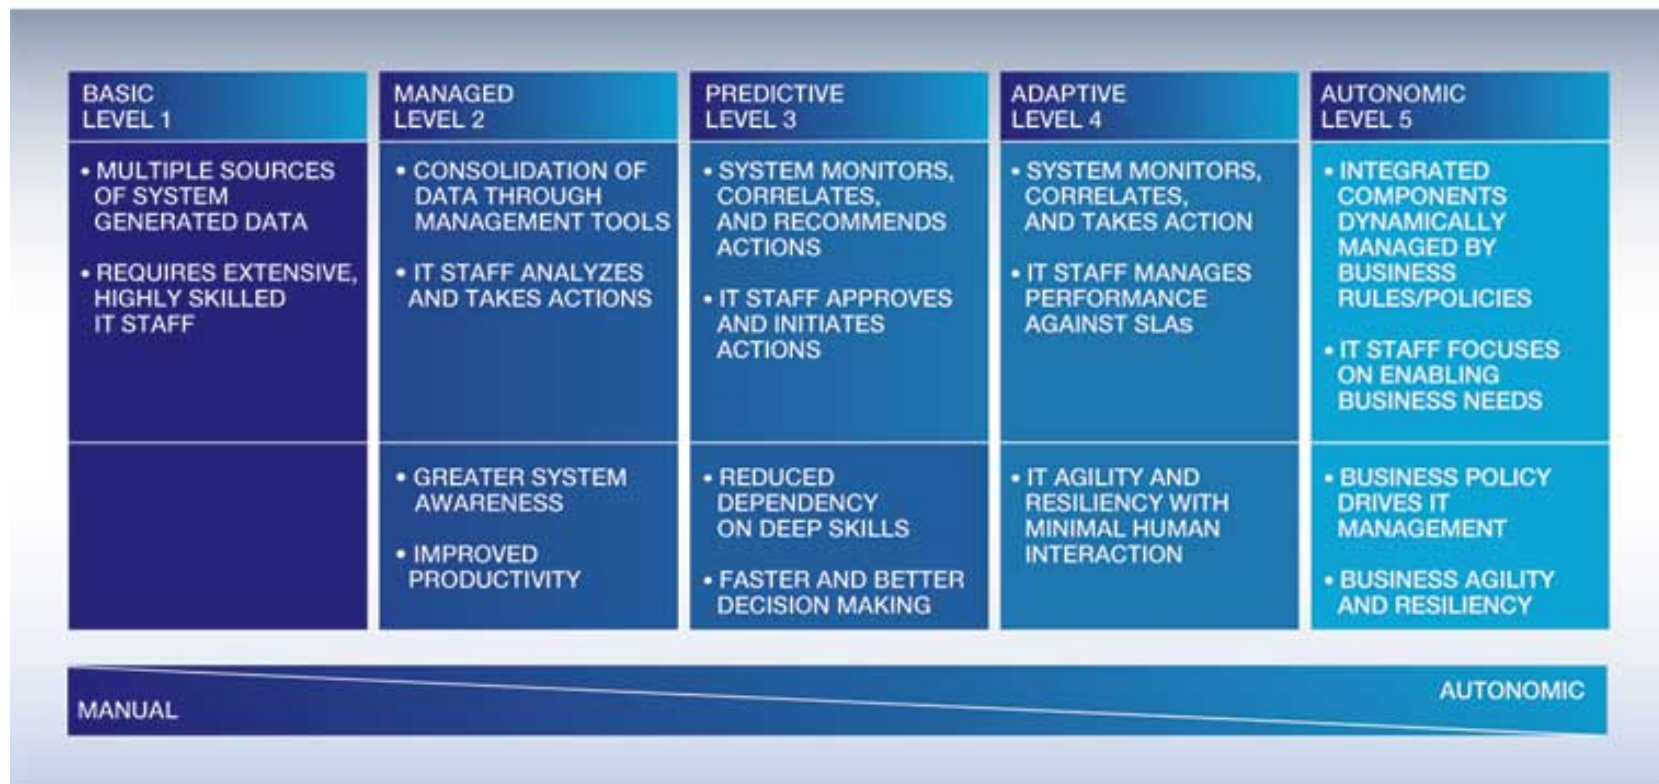 BASIC
LEVEL 1
• MULTIPLE SOURCES
OF SYSTEM
GENERATED DATA
• REQUIRES EXTENSIVE,
HIGHLY SKILLED
IT STAFF
MANAGED
LEVEL 2
• CONSOLIDATION OF
DATA THROUGH
MANAGEMENT TOOLS
• IT STAFF ANALYZES
AND TAKES ACTIONS
• GREATER SYSTEM
AWARENESS
• IMPROVED
PRODUCTIVITY
PREDICTIVE
LEVEL 3
• SYSTEM MONITORS,
CORRELATES,
AND RECOMMENDS
ACTIONS
• IT STAFF APPROVES
AND INITIATES
ACTIONS
• REDUCED
DEPENDENCY
ON DEEP SKILLS
• FASTER AND BETTER
DECISION MAKING
ADAPTIVE
LEVEL 4
• SYSTEM MONITORS,
CORRELATES,
AND TAKES ACTION
• IT STAFF MANAGES
PERFORMANCE
AGAINST SLAs
• IT AGILITY AND
RESILIENCY WITH
MINIMAL HUMAN
INTERACTION
AUTONOMIC
LEVEL 5
• INTEGRATED
COMPONENTS
DYNAMICALLY
MANAGED BY
BUSINESS
RULES/POLICIES
• IT STAFF FOCUSES
ON ENABLING
BUSINESS NEEDS
• BUSINESS POLICY
DRIVES IT
MANAGEMENT
• BUSINESS AGILITY
AND RESILIENCY
MANUAL
AUTONOMIC